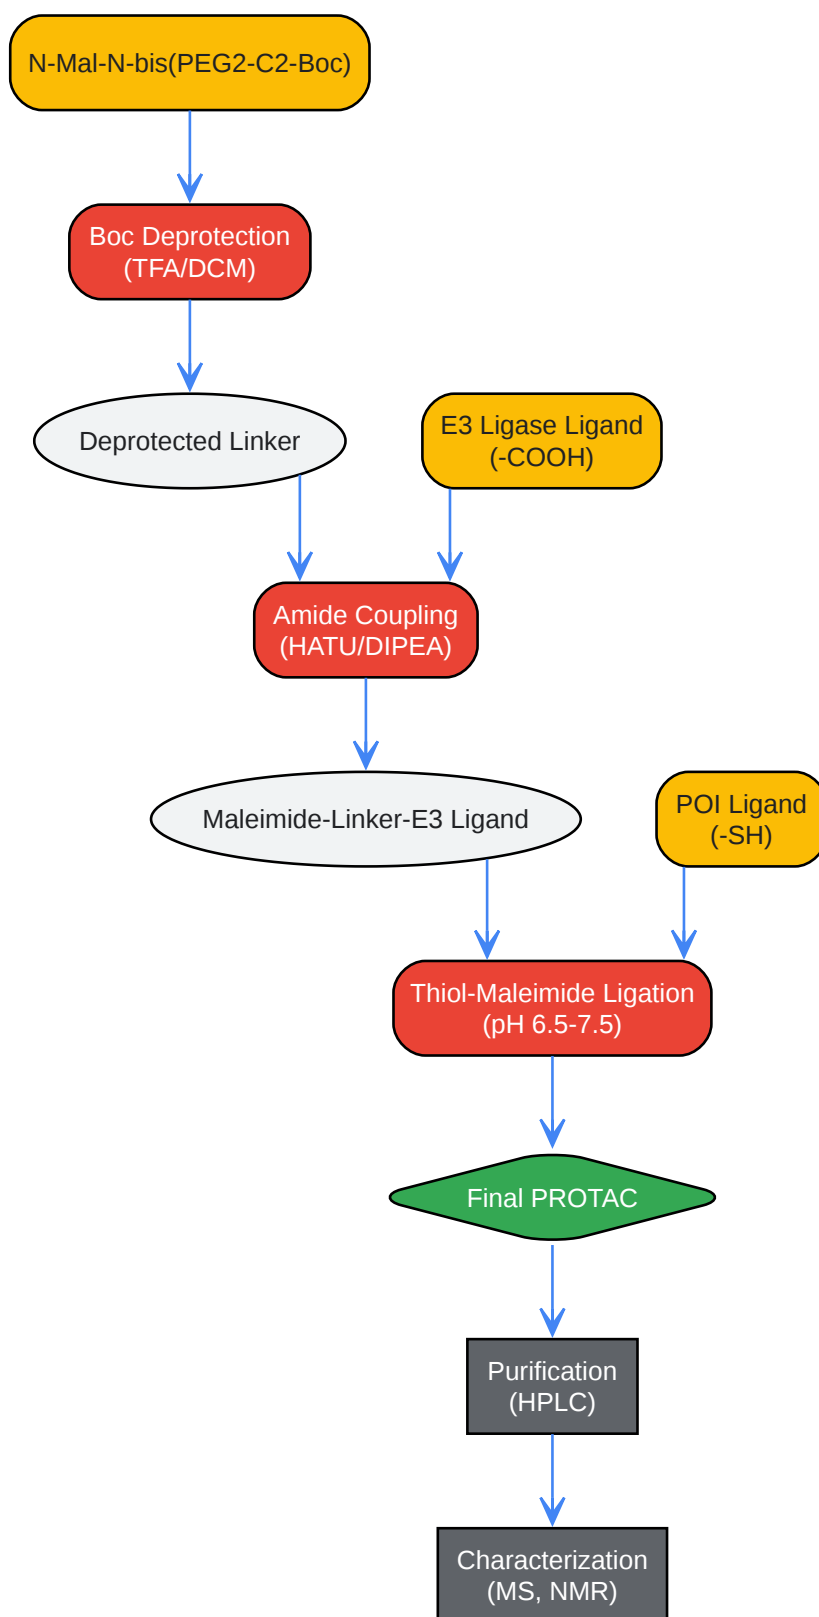 N-Mal-N-bis(PEG2-C2-Boc)
Boc Deprotection
(TFA/DCM)
Deprotected Linker
E3 Ligase Ligand
(-COOH)
Amide Coupling
(HATU/DIPEA)
Maleimide-Linker-E3 Ligand
POI Ligand
(-SH)
Thiol-Maleimide Ligation
(pH 6.5-7.5)
Final PROTAC
Purification
(HPLC)
Characterization
(MS, NMR)